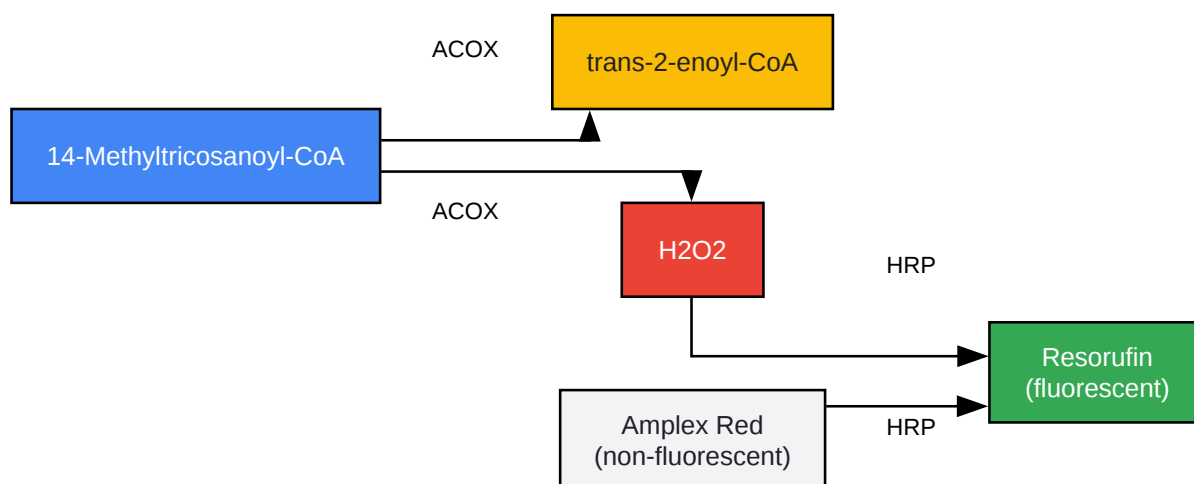 ACOX
trans-2-enoyl-CoA
14-Methyltricosanoyl-CoA
ACOX
H2O2
HRP
Resorufin
(fluorescent)
Amplex Red
(non-fluorescent)
HRP